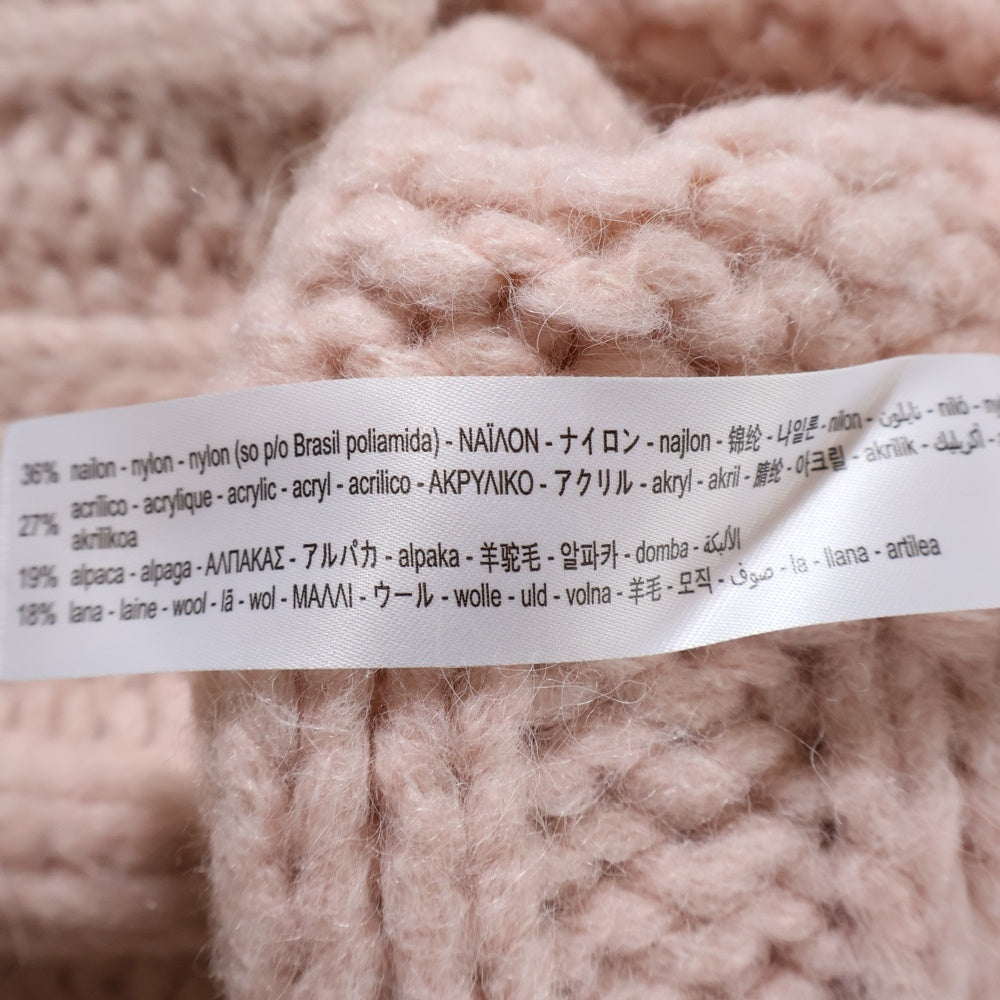 36% nailon - nylon - nylon (so p/o Brasil poliamida) - ΝΑΪΛΟΝ - ナイロン - najlon - 锦纶 - 나일론 - nilon - نايلون - niló
27% acrílico - acrylique - acrylic - acryl - acrilico - ΑΚΡΥΛΙΚΟ - アクリル - akryl - akril - 腈纶 - 아크릴 - akrilik - أكريليك
akrilikoa
19% alpaca - alpaga - ΑΛΠΑΚΑΣ - アルパカ - alpaka - 羊驼毛 - 알파카 - domba - الألبكة
18% lana - laine - wool - lã - wol - ΜΑΛΛΙ - ウール - wolle - uld - volna - 羊毛 - 모직 - صوف - la - llana - artilea